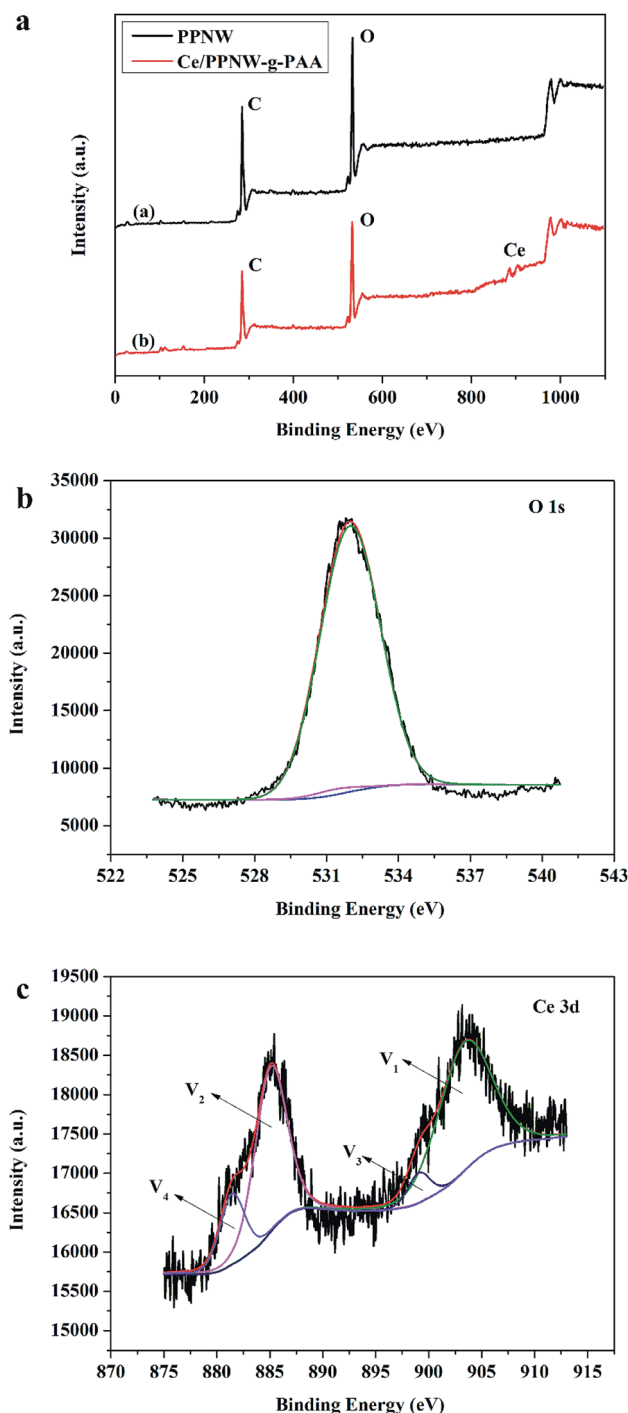 a
PPNW
Ce/PPNW-g-PAA
O
C
(a)
O
Ce
C
(b)
Intensity (a.u.)
0 200 400 600 800 1000
Binding Energy (eV)
b
O 1s
35000
30000
25000
20000
15000
10000
5000
Intensity (a.u.)
522 525 528 531 534 537 540 543
Binding Energy (eV)
c
Ce 3d
19500
19000
18500
18000
17500
17000
16500
16000
15500
15000
V1
V2
V3
V4
Intensity (a.u.)
870 875 880 885 890 895 900 905 910 915
Binding Energy (eV)